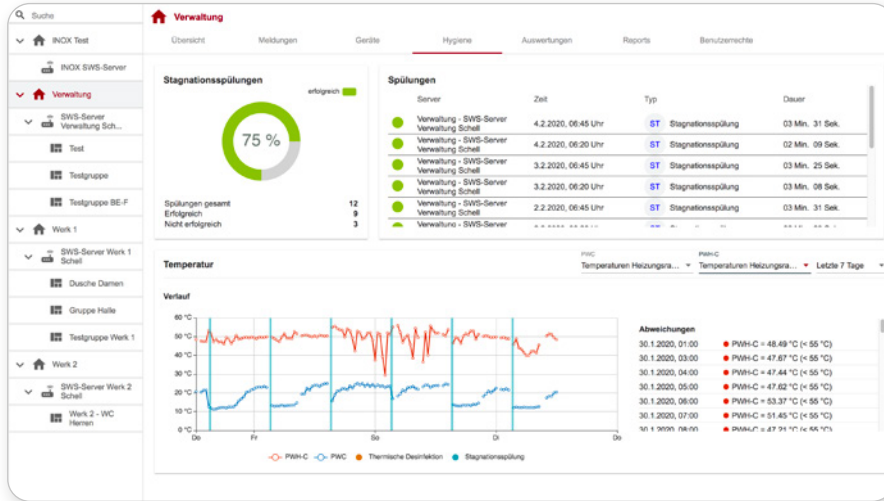 Suche
INOX Test
INOX SWS-Server
Verwaltung
SWS-Server
Verwaltung Sch...
Test
Testgruppe
Testgruppe BE-F
Werk 1
SWS-Server Werk 1
Schell
Dusche Damen
Gruppe Halle
Testgruppe Werk 1
Werk 2
SWS-Server Werk 2
Schell
Werk 2 - WC
Herren
Verwaltung
Übersicht Meldungen Geräte Hygiene Auswertungen Reports Benutzerrechte
Stagnationsspülungen
erfolgreich
75 %
Spülungen gesamt 12
Erfolgreich 9
Nicht erfolgreich 3
Spülungen
Server Zeit Typ Dauer
Verwaltung - SWS-Server
Verwaltung Schell 4.2.2020, 06:45 Uhr ST Stagnationsspülung 03 Min. 31 Sek.
Verwaltung - SWS-Server
Verwaltung Schell 4.2.2020, 06:20 Uhr ST Stagnationsspülung 02 Min. 09 Sek.
Verwaltung - SWS-Server
Verwaltung Schell 3.2.2020, 06:45 Uhr ST Stagnationsspülung 03 Min. 25 Sek.
Verwaltung - SWS-Server
Verwaltung Schell 3.2.2020, 06:20 Uhr ST Stagnationsspülung 03 Min. 08 Sek.
Verwaltung - SWS-Server
Verwaltung Schell 2.2.2020, 06:45 Uhr ST Stagnationsspülung 03 Min. 31 Sek.
Verwaltung - SWS-Server
Temperatur
PWC
Temperaturen Heizungsra...
PWH-C
Temperaturen Heizungsra...
Letzte 7 Tage
Verlauf
60 °C
50 °C
40 °C
30 °C
20 °C
10 °C
0 °C
Do Fr So Di Do
PWH-C PWC Thermische Desinfektion Stagnationsspülung
Abweichungen
30.1.2020, 01:00 PWH-C = 48.49 °C (< 55 °C)
30.1.2020, 03:00 PWH-C = 47.67 °C (< 55 °C)
30.1.2020, 04:00 PWH-C = 47.44 °C (< 55 °C)
30.1.2020, 05:00 PWH-C = 47.62 °C (< 55 °C)
30.1.2020, 06:00 PWH-C = 53.37 °C (< 55 °C)
30.1.2020, 07:00 PWH-C = 51.45 °C (< 55 °C)
30.1.2020, 08:00 PWH-C = 47.21 °C (< 55 °C)